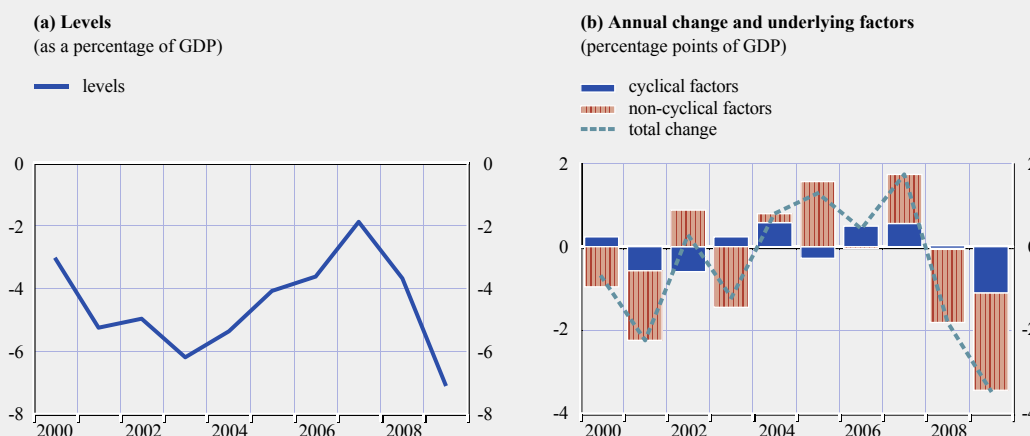 (a) Levels
(as a percentage of GDP)
levels
0 0
-2 -2
-4 -4
-6 -6
-8 -8
2000 2002 2004 2006 2008
(b) Annual change and underlying factors
(percentage points of GDP)
cyclical factors
non-cyclical factors
total change
2
0
-2
-4
2000 2002 2004 2006 2008